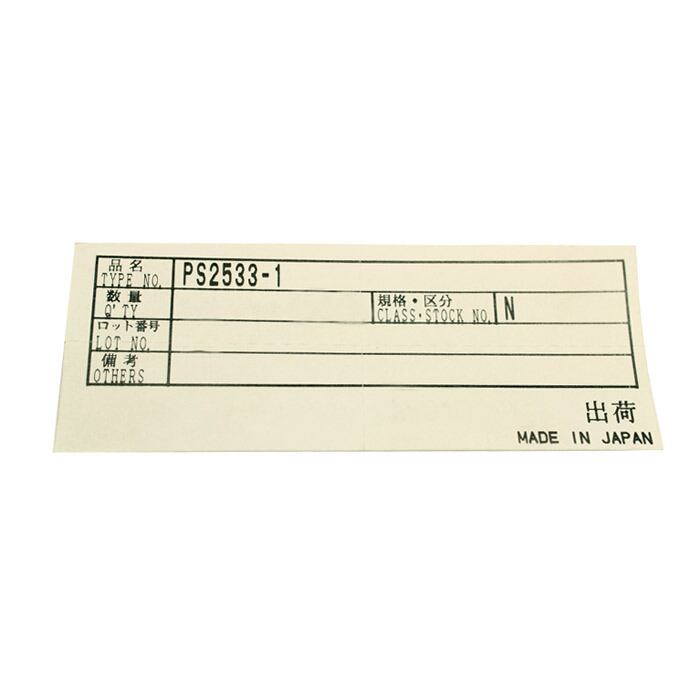 品名
TYPE NO. PS2533-1
数量 規格・区分
Q'TY CLASS・STOCK NO. N
ロット番号
LOT NO.
備考
OTHERS
出荷
MADE IN JAPAN